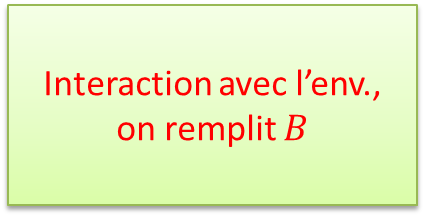 Interaction avec l’env.,
on remplit B